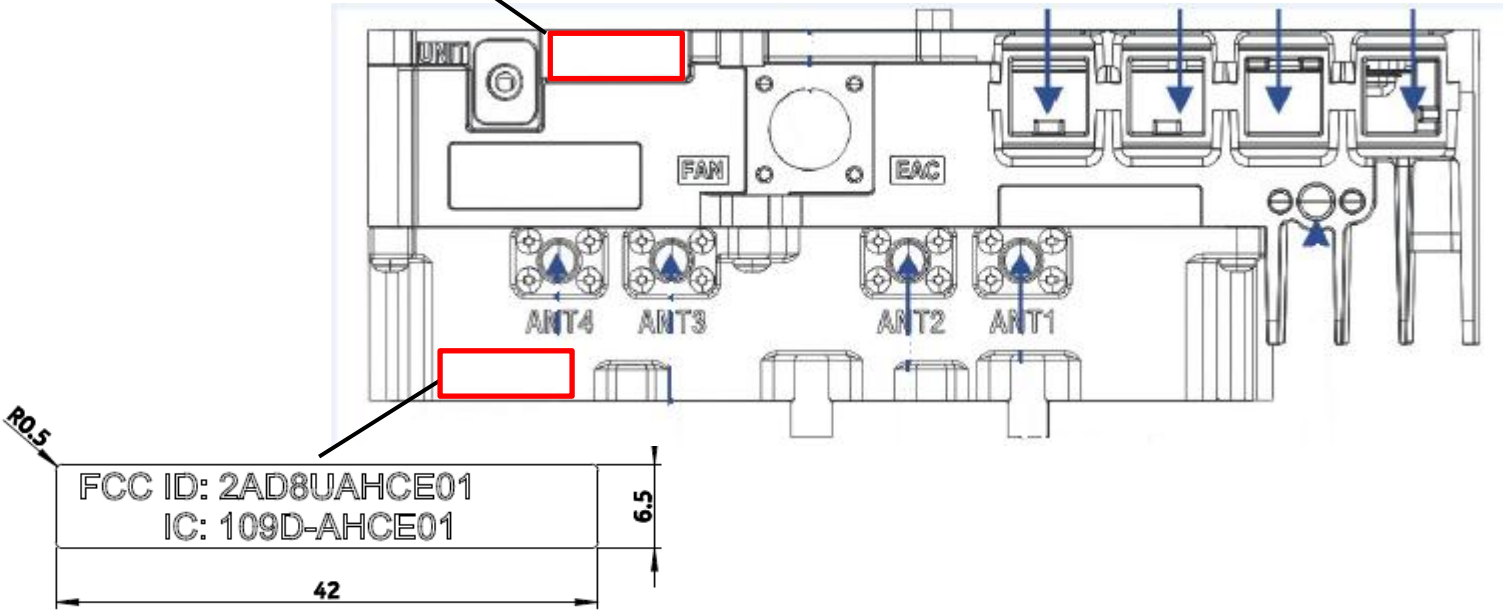 UNIT
FAN
EAC
ANT4 ANT3 ANT2 ANT1
R0.5
FCC ID: 2AD8UAHCE01
IC: 109D-AHCE01
6.5
42